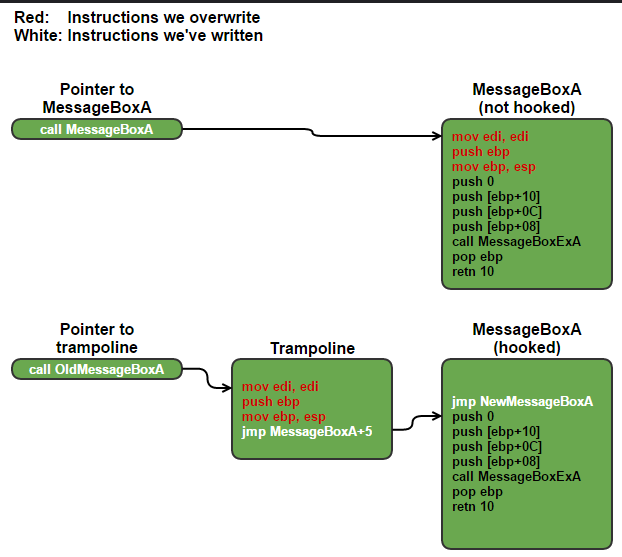 Red: Instructions we overwrite
White: Instructions we've written
Pointer to
MessageBoxA
call MessageBoxA
MessageBoxA
(not hooked)
mov edi, edi
push ebp
mov ebp, esp
push 0
push [ebp+10]
push [ebp+0C]
push [ebp+08]
call MessageBoxExA
pop ebp
retn 10
Pointer to
trampoline
call OldMessageBoxA
Trampoline
mov edi, edi
push ebp
mov ebp, esp
jmp MessageBoxA+5
MessageBoxA
(hooked)
jmp NewMessageBoxA
push 0
push [ebp+10]
push [ebp+0C]
push [ebp+08]
call MessageBoxExA
pop ebp
retn 10